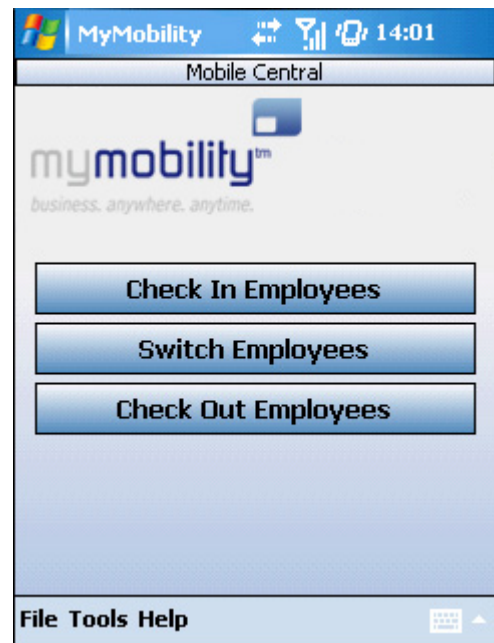 MyMobility 14:01
Mobile Central
mymobility™
business. anywhere. anytime.
Check In Employees
Switch Employees
Check Out Employees
File Tools Help